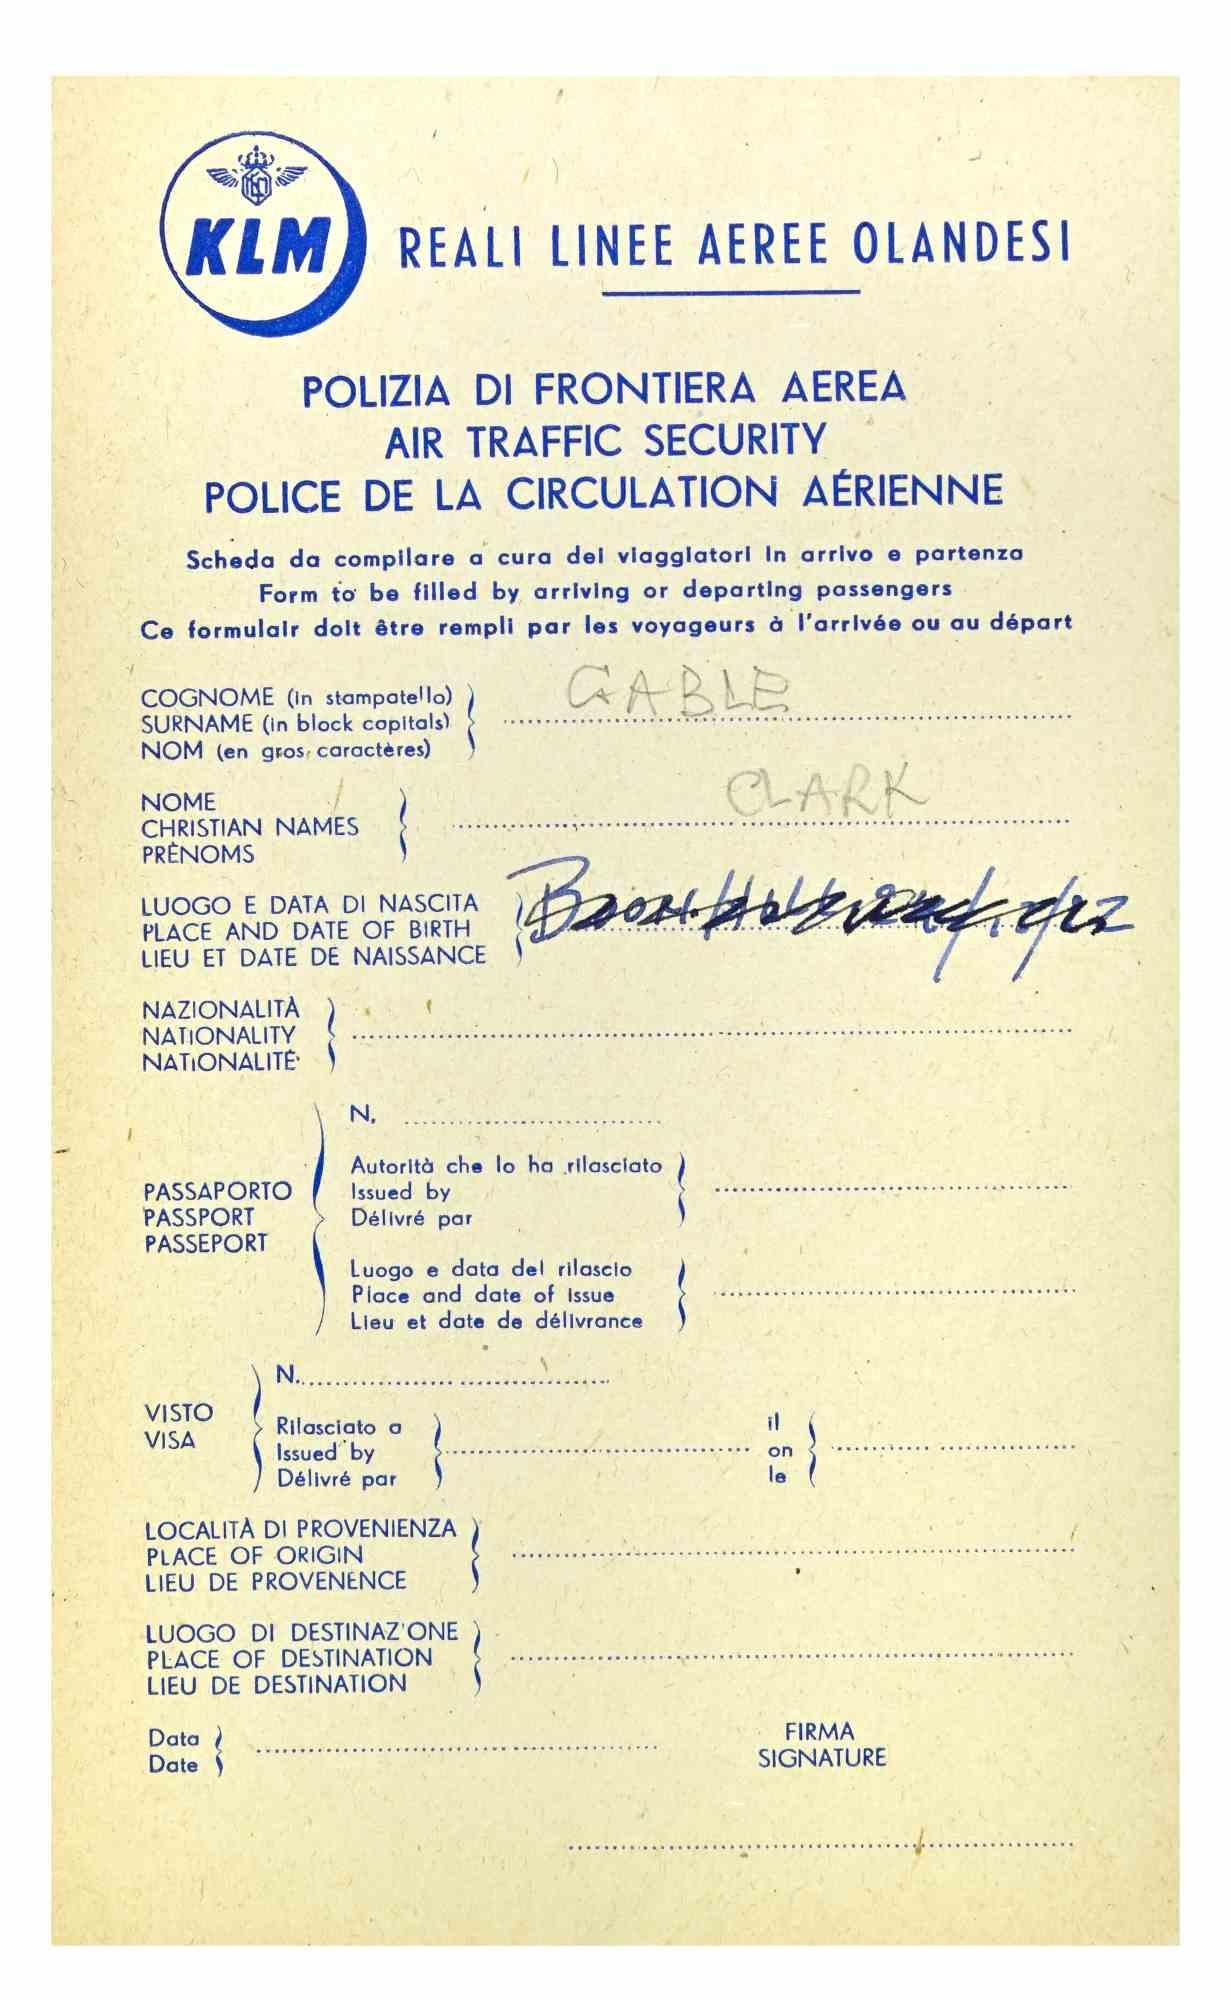 KLM
REALI LINEE AEREE OLANDESI
POLIZIA DI FRONTIERA AEREA
AIR TRAFFIC SECURITY
POLICE DE LA CIRCULATION AÉRIENNE
Scheda da compilare a cura dei viaggiatori in arrivo e partenza
Form to be filled by arriving or departing passengers
Ce formulair doit être rempli par les voyageurs à l'arrivée ou au départ
COGNOME (in stampatello)
SURNAME (in block capitals)
NOM (en gros caractères)
GABLE
NOME
CHRISTIAN NAMES
PRÈNOMS
CLARK
LUOGO E DATA DI NASCITA
PLACE AND DATE OF BIRTH
LIEU ET DATE DE NAISSANCE
NAZIONALITÀ
NATIONALITY
NATIONALITÉ
PASSAPORTO
PASSPORT
PASSEPORT
N.
Autorità che lo ha rilasciato
Issued by
Délivré par
Luogo e data del rilascio
Place and date of issue
Lieu et date de délivrance
VISTO
VISA
N.
Rilasciato a
Issued by
Délivré par
il
on
le
LOCALITÀ DI PROVENIENZA
PLACE OF ORIGIN
LIEU DE PROVENENCE
LUOGO DI DESTINAZ'ONE
PLACE OF DESTINATION
LIEU DE DESTINATION
Data
Date
FIRMA
SIGNATURE